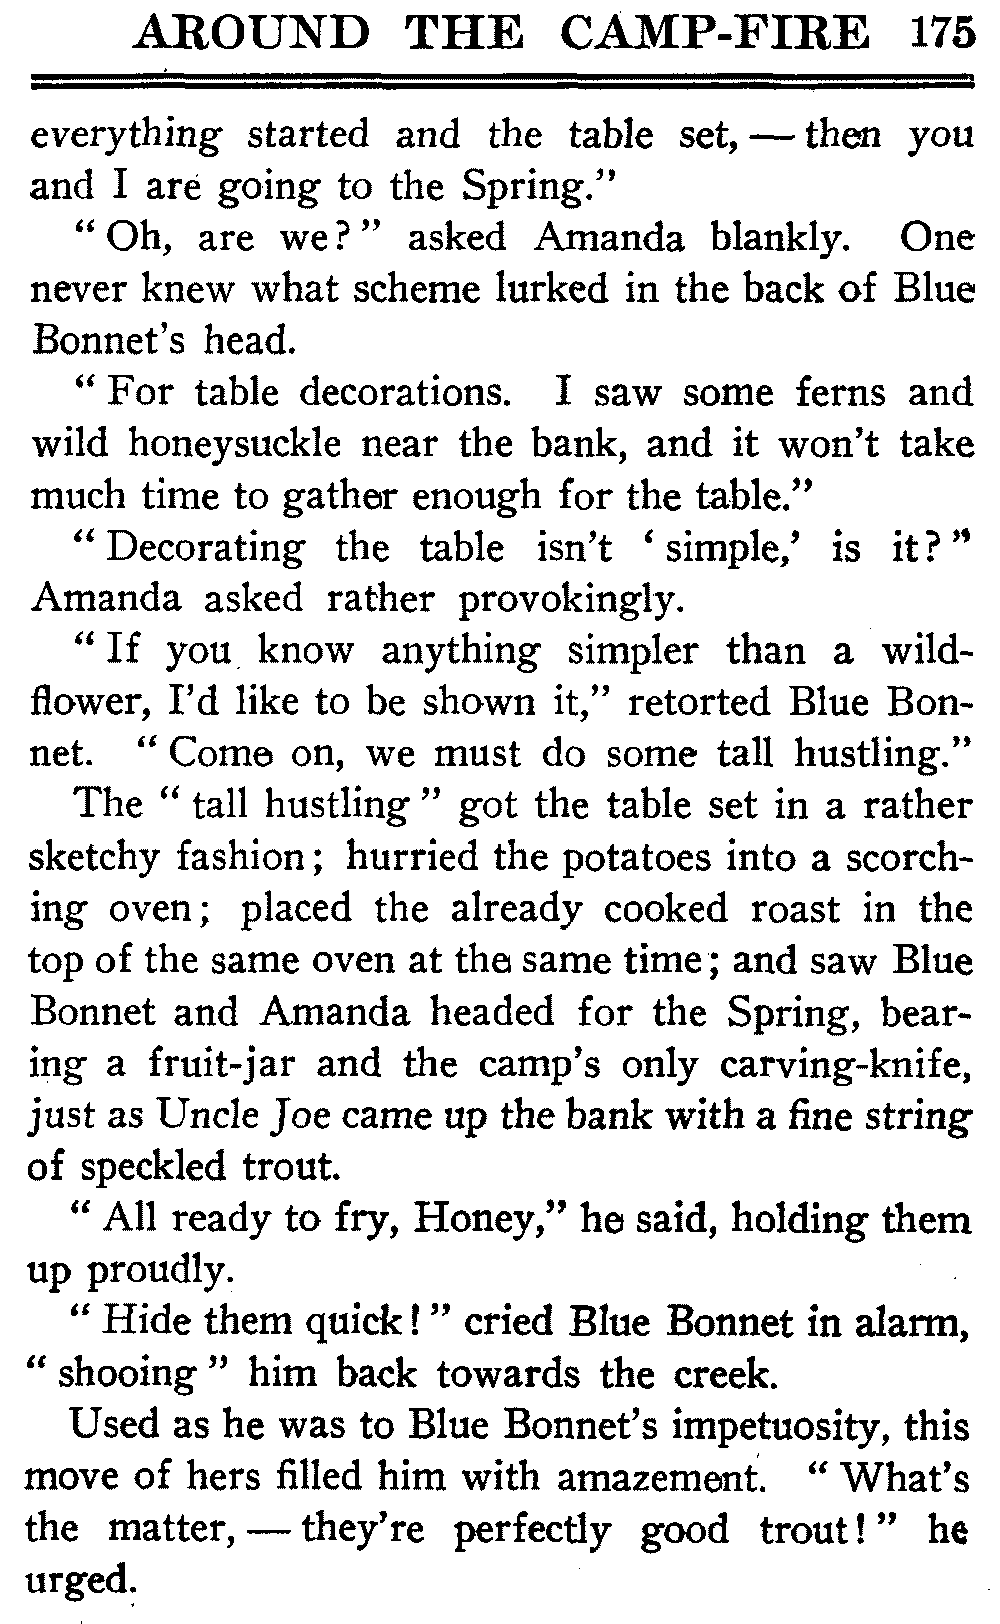 AROUND THE CAMP-FIRE 175
everything started and the table set, — then you
and I are going to the Spring."
"Oh, are we?" asked Amanda blankly. One
never knew what scheme lurked in the back of Blue
Bonnet's head.
"For table decorations. I saw some ferns and
wild honeysuckle near the bank, and it won't take
much time to gather enough for the table."
"Decorating the table isn't 'simple,' is it?"
Amanda asked rather provokingly.
"If you know anything simpler than a wild-
flower, I'd like to be shown it," retorted Blue Bon-
net. "Come on, we must do some tall hustling."
The "tall hustling" got the table set in a rather
sketchy fashion; hurried the potatoes into a scorch-
ing oven; placed the already cooked roast in the
top of the same oven at the same time; and saw Blue
Bonnet and Amanda headed for the Spring, bear-
ing a fruit-jar and the camp's only carving-knife,
just as Uncle Joe came up the bank with a fine string
of speckled trout.
"All ready to fry, Honey," he said, holding them
up proudly.
"Hide them quick!" cried Blue Bonnet in alarm,
"shooing" him back towards the creek.
Used as he was to Blue Bonnet's impetuosity, this
move of hers filled him with amazement. "What's
the matter, — they're perfectly good trout!" he
urged.